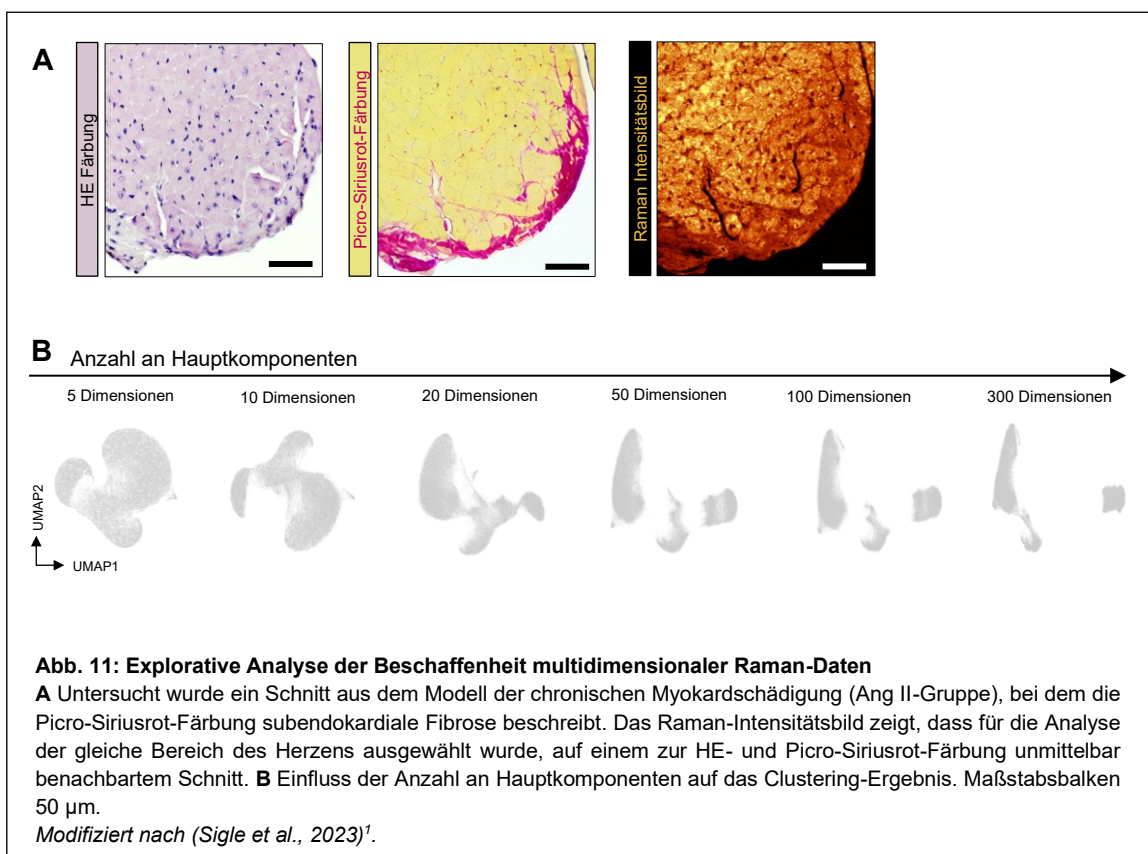 A
HE Färbung
Picro-Siriusrot-Färbung
Raman Intensitätsbild
B Anzahl an Hauptkomponenten
5 Dimensionen 10 Dimensionen 20 Dimensionen 50 Dimensionen 100 Dimensionen 300 Dimensionen
UMAP2
UMAP1
Abb. 11: Explorative Analyse der Beschaffenheit multidimensionaler Raman-Daten
A Untersucht wurde ein Schnitt aus dem Modell der chronischen Myokardschädigung (Ang II-Gruppe), bei dem die
Picro-Siriusrot-Färbung subendokardiale Fibrose beschreibt. Das Raman-Intensitätsbild zeigt, dass für die Analyse
der gleiche Bereich des Herzens ausgewählt wurde, auf einem zur HE- und Picro-Siriusrot-Färbung unmittelbar
benachbartem Schnitt. B Einfluss der Anzahl an Hauptkomponenten auf das Clustering-Ergebnis. Maßstabsbalken
50 µm.
Modifiziert nach (Sigle et al., 2023)¹.